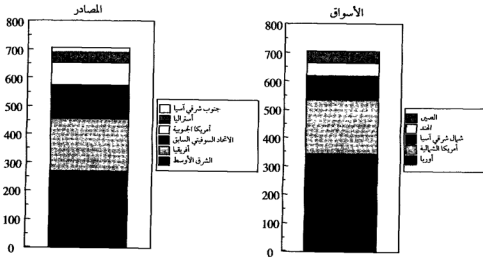 المصادر
800
700
600
500
400
300
200
100
0
جنوب شرقي آسيا
أستراليا
أمريكا الجنوبية
الاتحاد السوفيتي السابق
أفريقيا
الشرق الأوسط
الأسواق
800
700
600
500
400
300
200
100
0
الصين
الهند
شمال شرقي آسيا
أمريكا الشمالية
أوربا